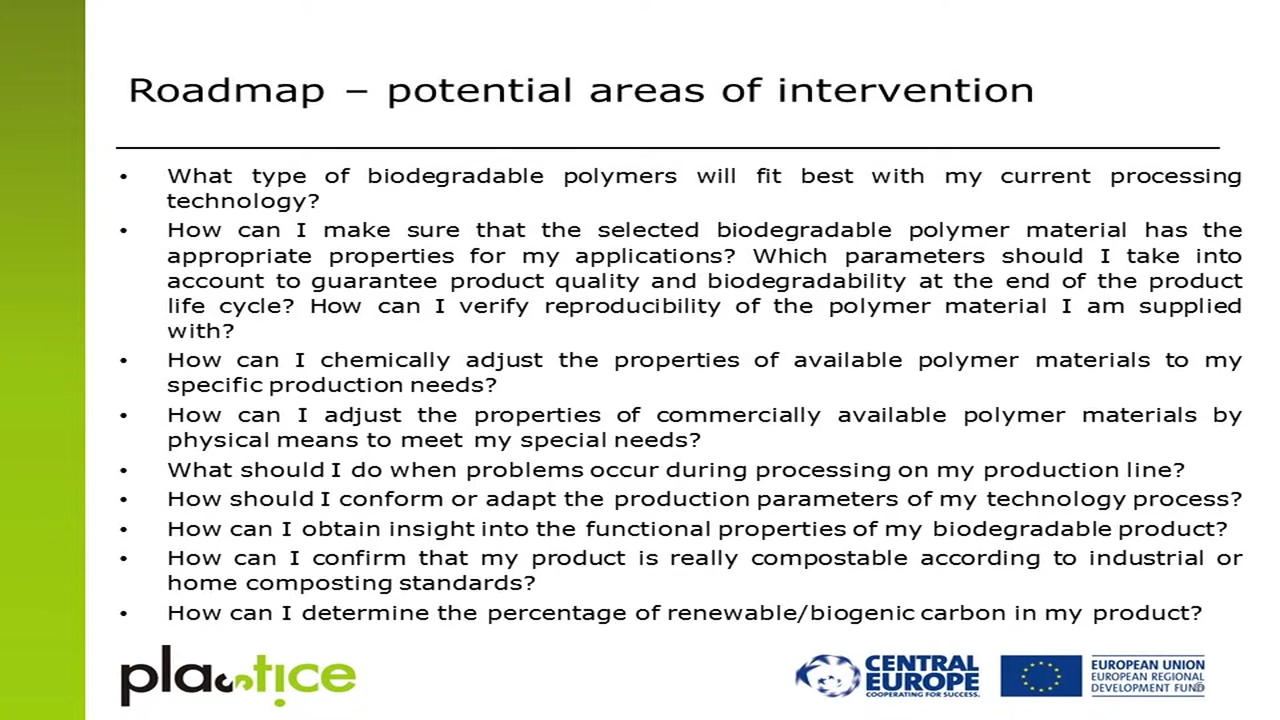 Roadmap – potential areas of intervention
• What type of biodegradable polymers will fit best with my current processing
technology?
• How can I make sure that the selected biodegradable polymer material has the
appropriate properties for my applications? Which parameters should I take into
account to guarantee product quality and biodegradability at the end of the product
life cycle? How can I verify reproducibility of the polymer material I am supplied
with?
• How can I chemically adjust the properties of available polymer materials to my
specific production needs?
• How can I adjust the properties of commercially available polymer materials by
physical means to meet my special needs?
• What should I do when problems occur during processing on my production line?
• How should I conform or adapt the production parameters of my technology process?
• How can I obtain insight into the functional properties of my biodegradable product?
• How can I confirm that my product is really compostable according to industrial or
home composting standards?
• How can I determine the percentage of renewable/biogenic carbon in my product?
plastice
CENTRAL
EUROPE
COOPERATING FOR SUCCESS.
EUROPEAN UNION
EUROPEAN REGIONAL
DEVELOPMENT FUND